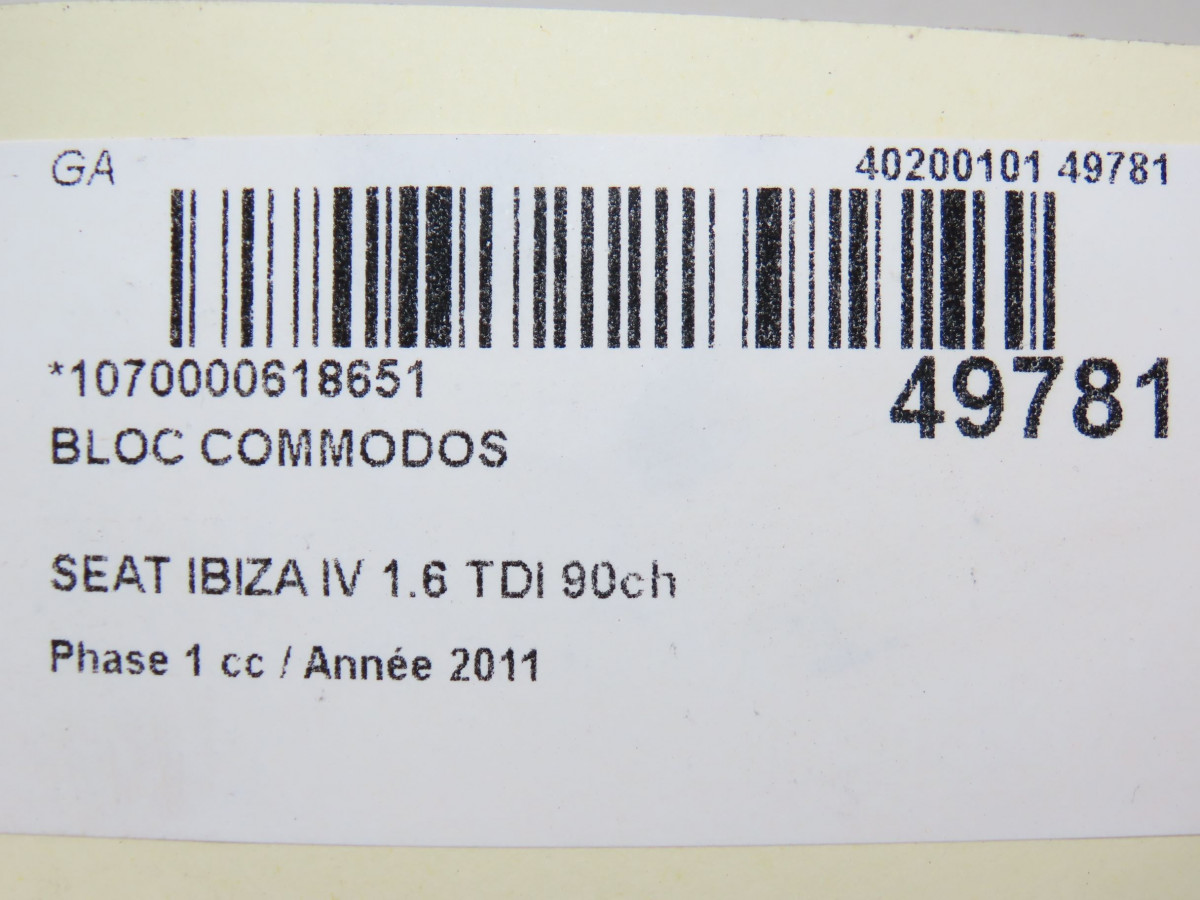 GA
40200101 49781
*1070000618651
49781
BLOC COMMODOS
SEAT IBIZA IV 1.6 TDI 90ch
Phase 1 cc / Année 2011